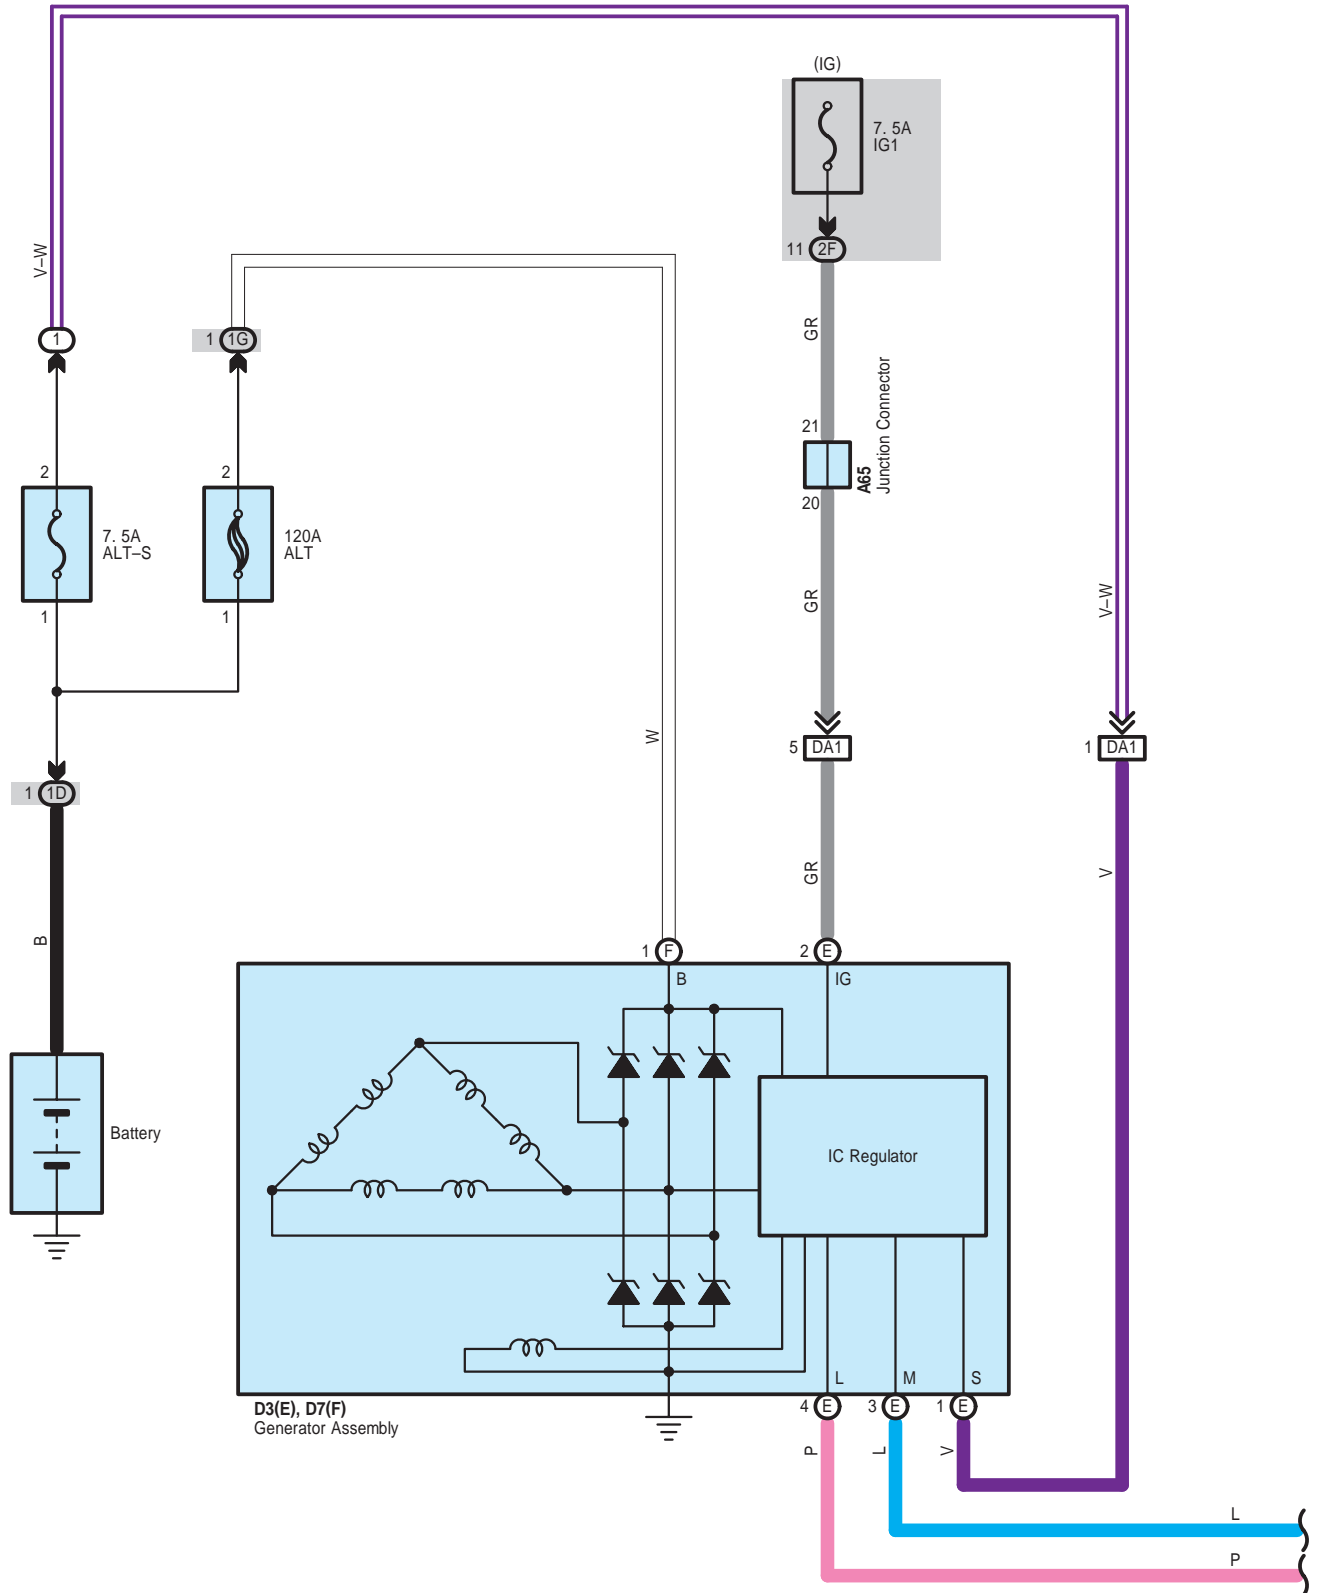 (IG)
7. 5A
IG1
11 2F
V–W
GR
1
1 1G
21
A65
Junction Connector
20
2
2
7. 5A
ALT–S
120A
ALT
1
1
GR
V–W
W
5 DA1
1 DA1
1 1D
GR
V
B
1 F
2 E
B
IG
Battery
IC Regulator
L
M
S
D3(E), D7(F)
Generator Assembly
4 E
3 E
1 E
P
L
V
L
P